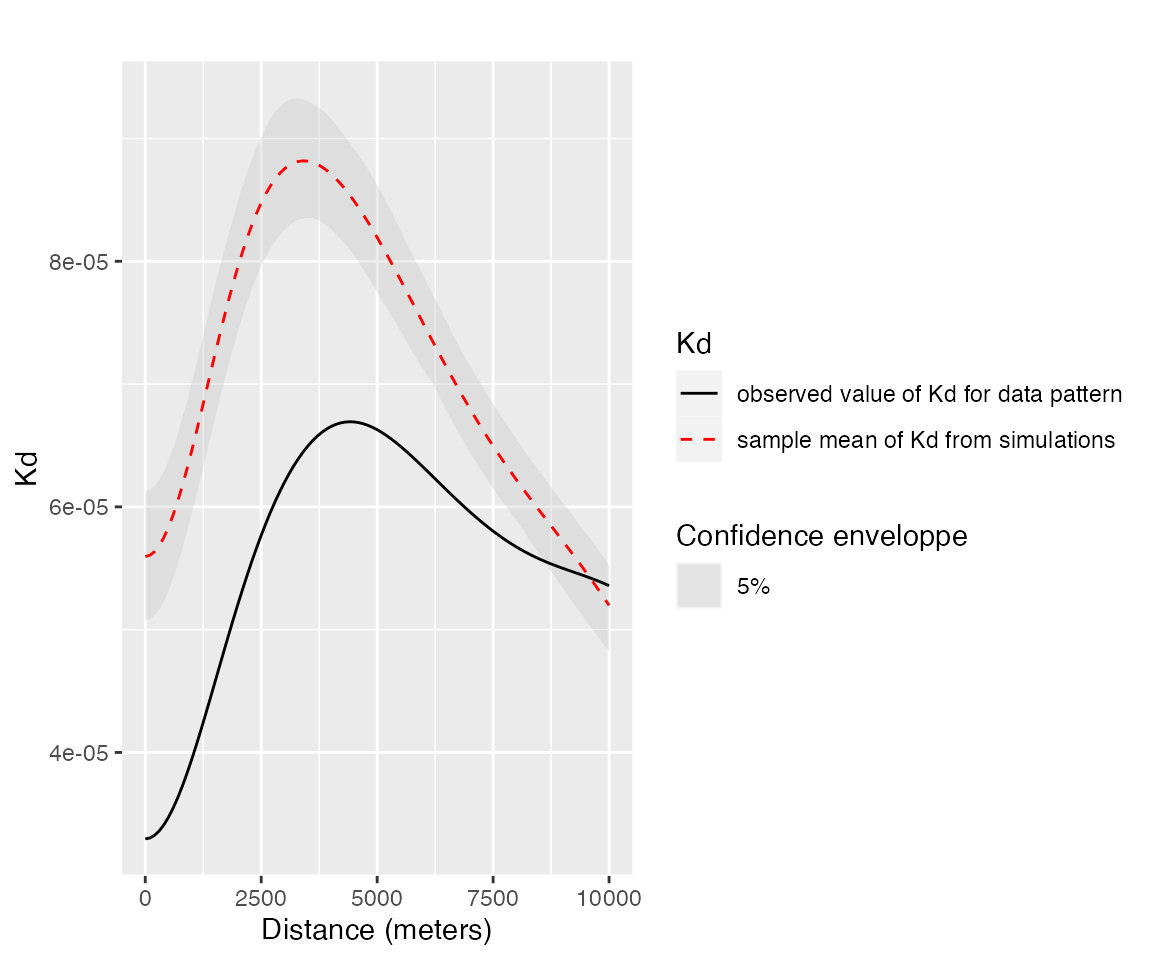 8e-05
6e-05
4e-05
Kd
0 2500 5000 7500 10000
Distance (meters)
Kd
observed value of Kd for data pattern
sample mean of Kd from simulations
Confidence enveloppe
5%